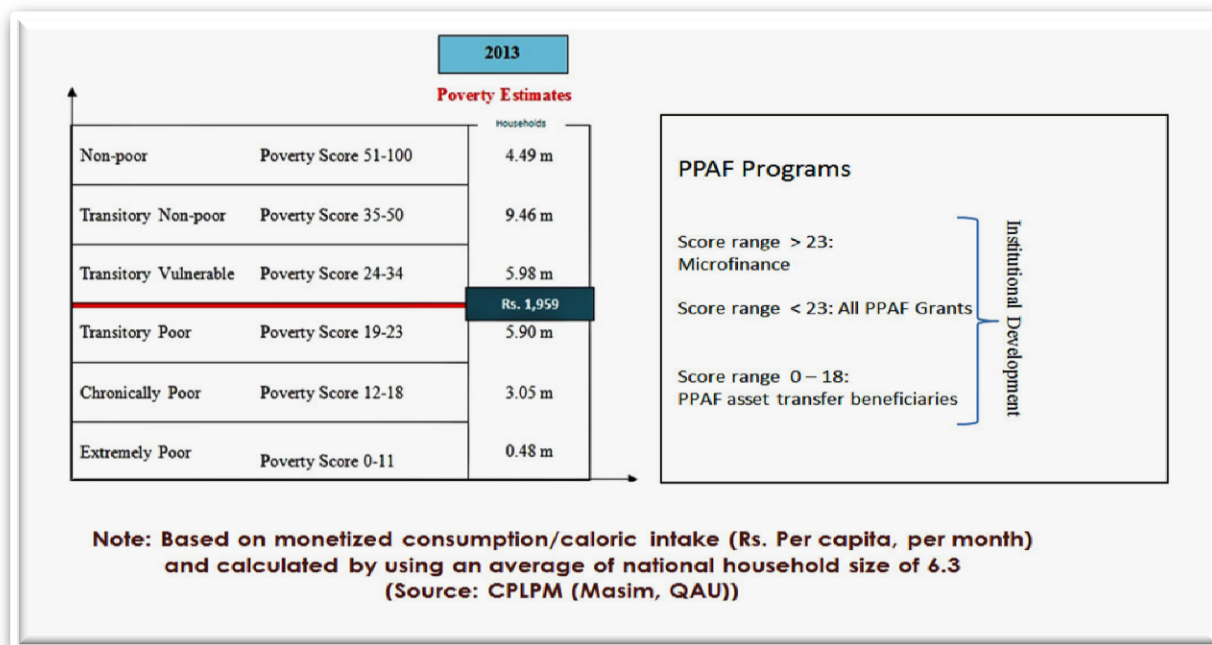 2013
Poverty Estimates
Households
Non-poor Poverty Score 51-100 4.49 m
Transitory Non-poor Poverty Score 35-50 9.46 m
Transitory Vulnerable Poverty Score 24-34 5.98 m
Rs. 1,959
Transitory Poor Poverty Score 19-23 5.90 m
Chronically Poor Poverty Score 12-18 3.05 m
Extremely Poor Poverty Score 0-11 0.48 m
PPAF Programs
Score range > 23:
Microfinance
Score range < 23: All PPAF Grants
Score range 0 – 18:
PPAF asset transfer beneficiaries
Institutional Development
Note: Based on monetized consumption/caloric intake (Rs. Per capita, per month)
and calculated by using an average of national household size of 6.3
(Source: CPLPM (Masim, QAU))